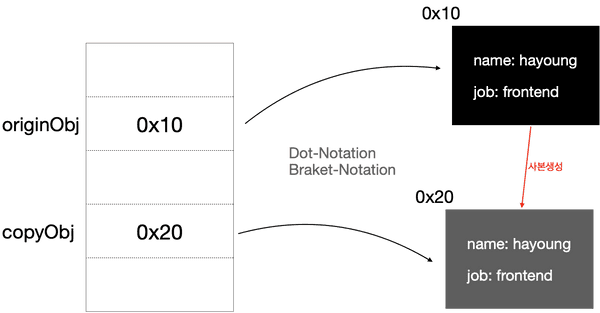 0x10
name: hayoung
originObj
0x10
job: frontend
Dot-Notation
Braket-Notation
사본생성
0x20
copyObj
0x20
name: hayoung
job: frontend